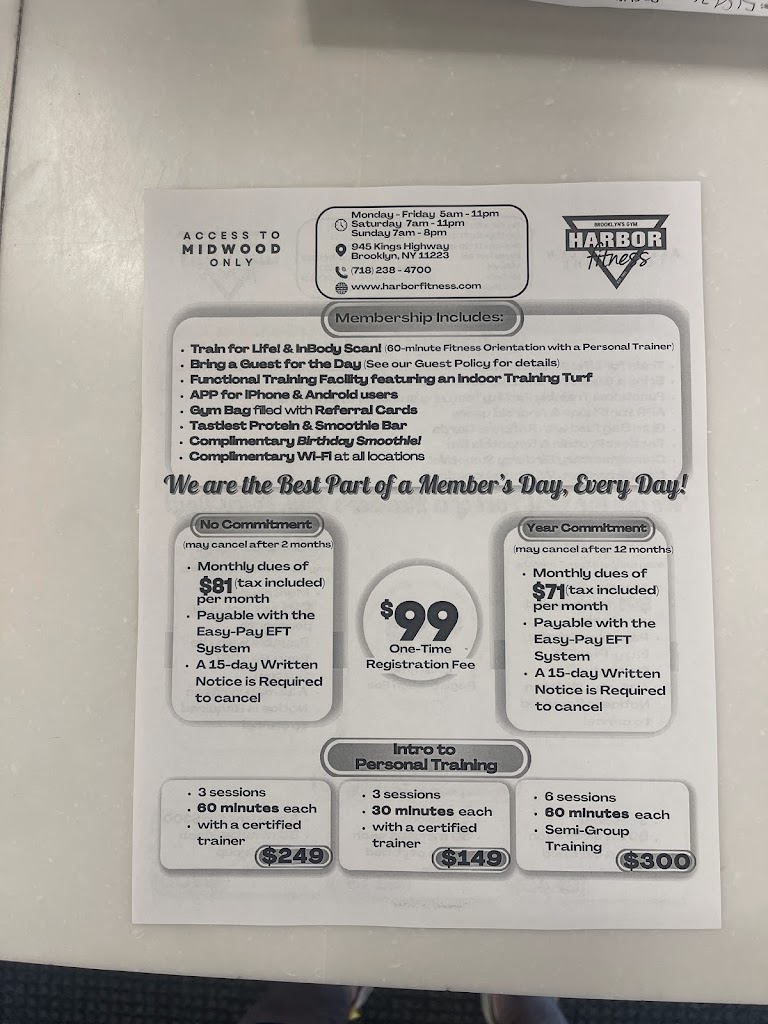 ACCESS TO
MIDWOOD
ONLY
Monday - Friday 5am - 11pm
Saturday 7am - 11pm
Sunday 7am - 8pm
945 Kings Highway
Brooklyn, NY 11223
(718) 238 - 4700
www.harborfitness.com
BROOKLYN'S GYM
HARBOR
fitness
Membership Includes:
• Train for Life! & InBody Scan! (60-minute Fitness Orientation with a Personal Trainer)
• Bring a Guest for the Day (See our Guest Policy for details)
• Functional Training Facility featuring an Indoor Training Turf
• APP for iPhone & Android users
• Gym Bag filled with Referral Cards
• Tastiest Protein & Smoothie Bar
• Complimentary Birthday Smoothie!
• Complimentary Wi-Fi at all locations
We are the Best Part of a Member's Day, Every Day!
No Commitment
(may cancel after 2 months)
• Monthly dues of
$81 (tax included)
per month
• Payable with the
Easy-Pay EFT
System
• A 15-day Written
Notice is Required
to cancel
$99
One-Time
Registration Fee
Year Commitment
(may cancel after 12 months)
• Monthly dues of
$71 (tax included)
per month
• Payable with the
Easy-Pay EFT
System
• A 15-day Written
Notice is Required
to cancel
Intro to
Personal Training
• 3 sessions
• 60 minutes each
• with a certified
trainer
$249
• 3 sessions
• 30 minutes each
• with a certified
trainer
$149
• 6 sessions
• 60 minutes each
• Semi-Group
Training
$300